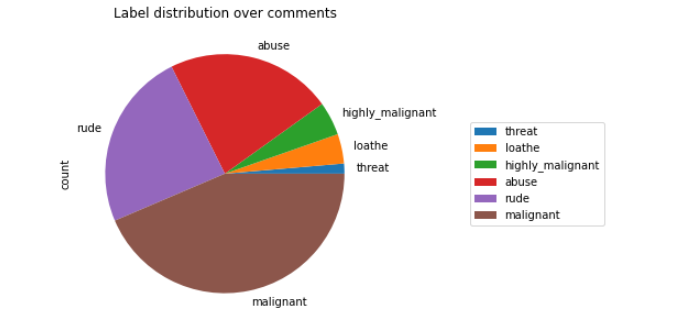 Label distribution over comments
abuse
highly_malignant
rude
loathe
threat
count
malignant
threat
loathe
highly_malignant
abuse
rude
malignant